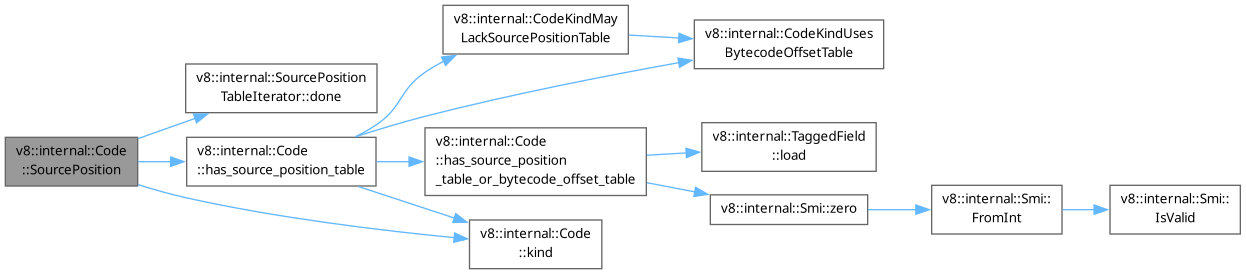 v8::internal::Code
::SourcePosition
v8::internal::SourcePosition
TableIterator::done
v8::internal::Code
::has_source_position_table
v8::internal::CodeKindMay
LackSourcePositionTable
v8::internal::CodeKindUses
BytecodeOffsetTable
v8::internal::Code
::has_source_position
_table_or_bytecode_offset_table
v8::internal::Code
::kind
v8::internal::TaggedField
::load
v8::internal::Smi::zero
v8::internal::Smi::
FromInt
v8::internal::Smi::
IsValid